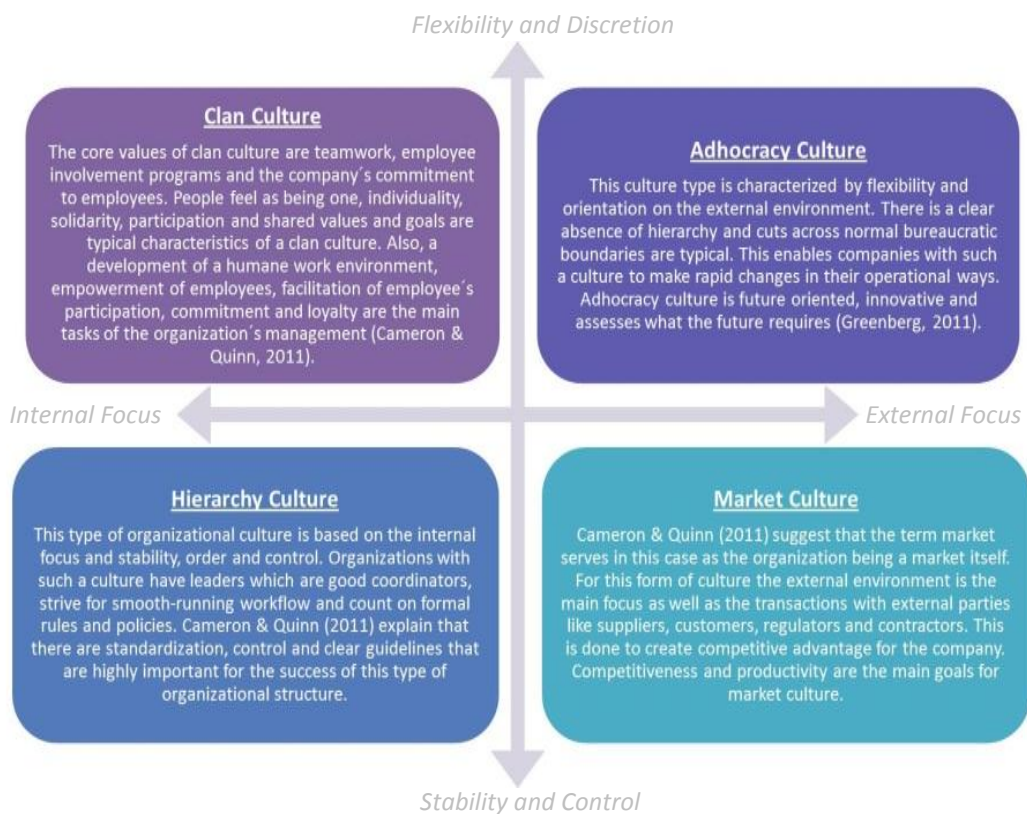 Flexibility and Discretion
Clan Culture
The core values of clan culture are teamwork, employee
involvement programs and the company´s commitment
to employees. People feel as being one, individuality,
solidarity, participation and shared values and goals are
typical characteristics of a clan culture. Also, a
development of a humane work environment,
empowerment of employees, facilitation of employee´s
participation, commitment and loyalty are the main
tasks of the organization´s management (Cameron &
Quinn, 2011).
Adhocracy Culture
This culture type is characterized by flexibility and
orientation on the external environment. There is a clear
absence of hierarchy and cuts across normal bureaucratic
boundaries are typical. This enables companies with such
a culture to make rapid changes in their operational ways.
Adhocracy culture is future oriented, innovative and
assesses what the future requires (Greenberg, 2011).
Internal Focus
External Focus
Hierarchy Culture
This type of organizational culture is based on the internal
focus and stability, order and control. Organizations with
such a culture have leaders which are good coordinators,
strive for smooth-running workflow and count on formal
rules and policies. Cameron & Quinn (2011) explain that
there are standardization, control and clear guidelines that
are highly important for the success of this type of
organizational structure.
Market Culture
Cameron & Quinn (2011) suggest that the term market
serves in this case as the organization being a market itself.
For this form of culture the external environment is the
main focus as well as the transactions with external parties
like suppliers, customers, regulators and contractors. This
is done to create competitive advantage for the company.
Competitiveness and productivity are the main goals for
market culture.
Stability and Control